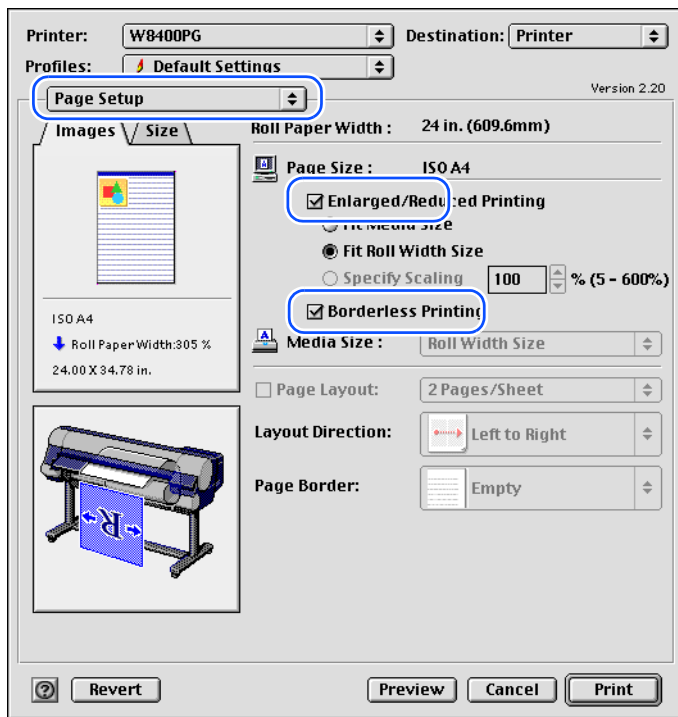 Printer: W8400PG Destination: Printer
Profiles: Default Settings
Version 2.20
Page Setup
Images Size
Roll Paper Width : 24 in. (609.6mm)
Page Size : ISO A4
Enlarged/Reduced Printing
Fit Media Size
Fit Roll Width Size
Specify Scaling 100 % (5 - 600%)
Borderless Printing
ISO A4
Roll Paper Width:305 %
24.00 X 34.78 in.
Media Size : Roll Width Size
Page Layout: 2 Pages/Sheet
Layout Direction: Left to Right
Page Border: Empty
R
? Revert Preview Cancel Print